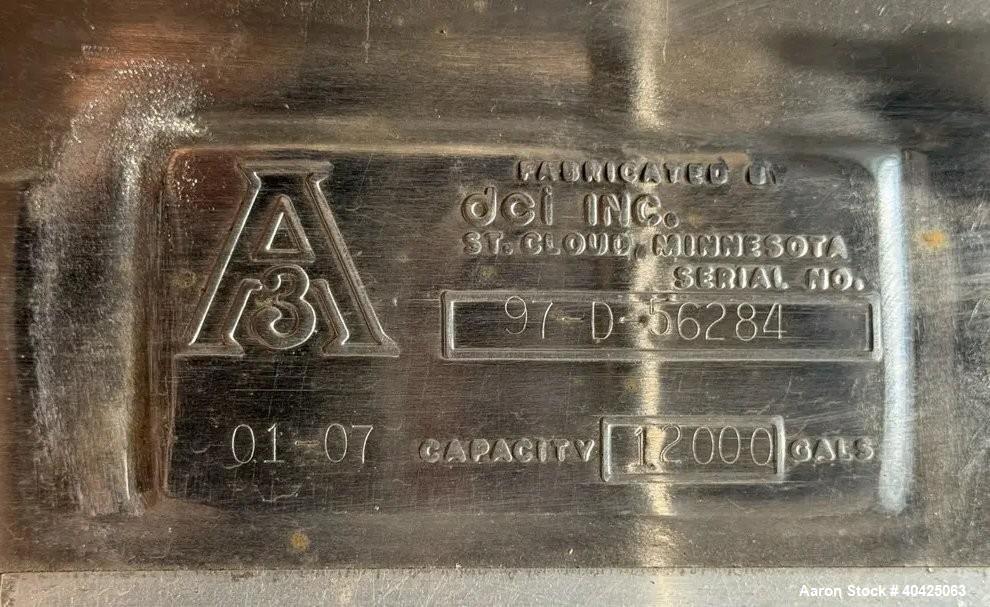 A
3
01-07
FABRICATED BY
dci INC.
ST. CLOUD, MINNESOTA
SERIAL NO.
97-D-56284
CAPACITY 12000 GALS
Aaron Stock # 40425063